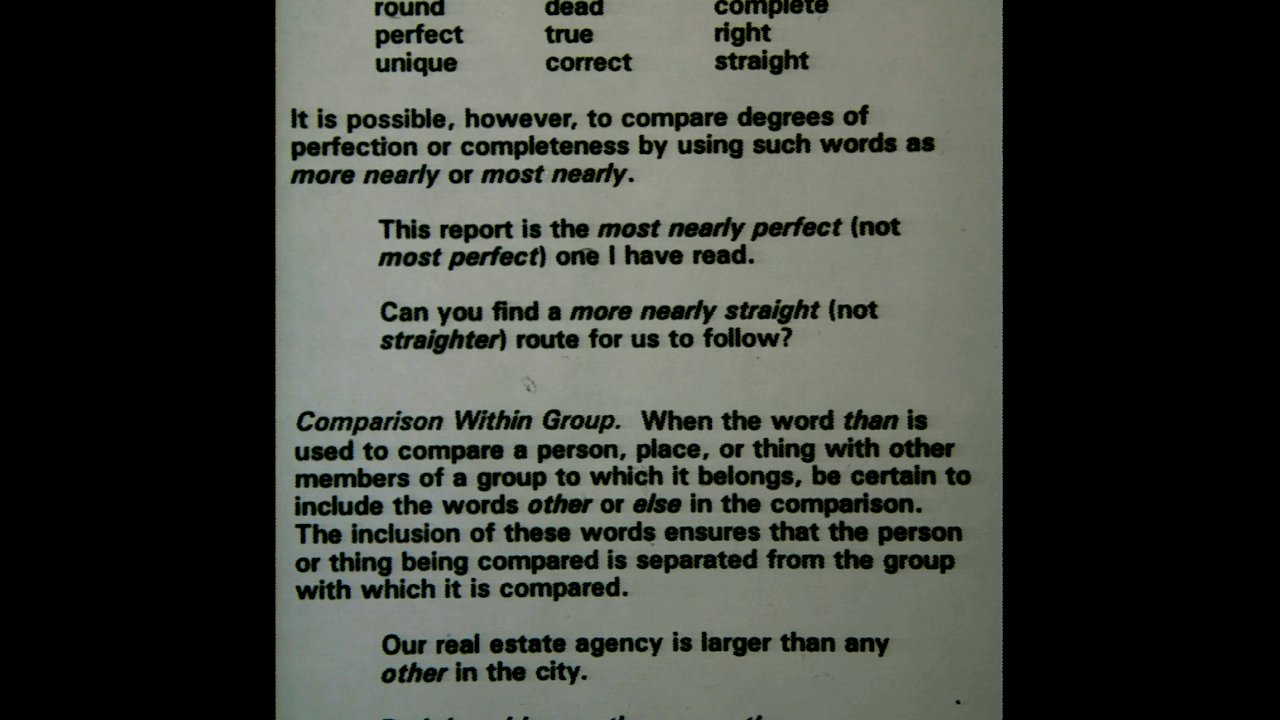 round dead complete
perfect true right
unique correct straight
It is possible, however, to compare degrees of
perfection or completeness by using such words as
more nearly or most nearly.
This report is the most nearly perfect (not
most perfect) one I have read.
Can you find a more nearly straight (not
straighter) route for us to follow?
Comparison Within Group. When the word than is
used to compare a person, place, or thing with other
members of a group to which it belongs, be certain to
include the words other or else in the comparison.
The inclusion of these words ensures that the person
or thing being compared is separated from the group
with which it is compared.
Our real estate agency is larger than any
other in the city.